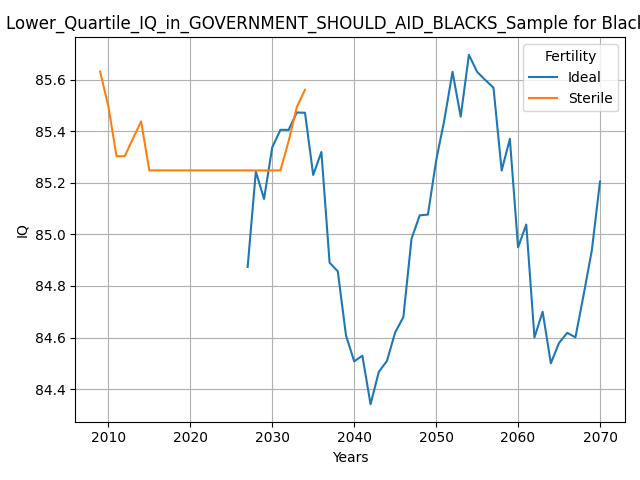 Lower_Quartile_IQ_in_GOVERNMENT_SHOULD_AID_BLACKS_Sample for Blac
Fertility
Ideal
Sterile
IQ
85.6
85.4
85.2
85.0
84.8
84.6
84.4
2010 2020 2030 2040 2050 2060 2070
Years